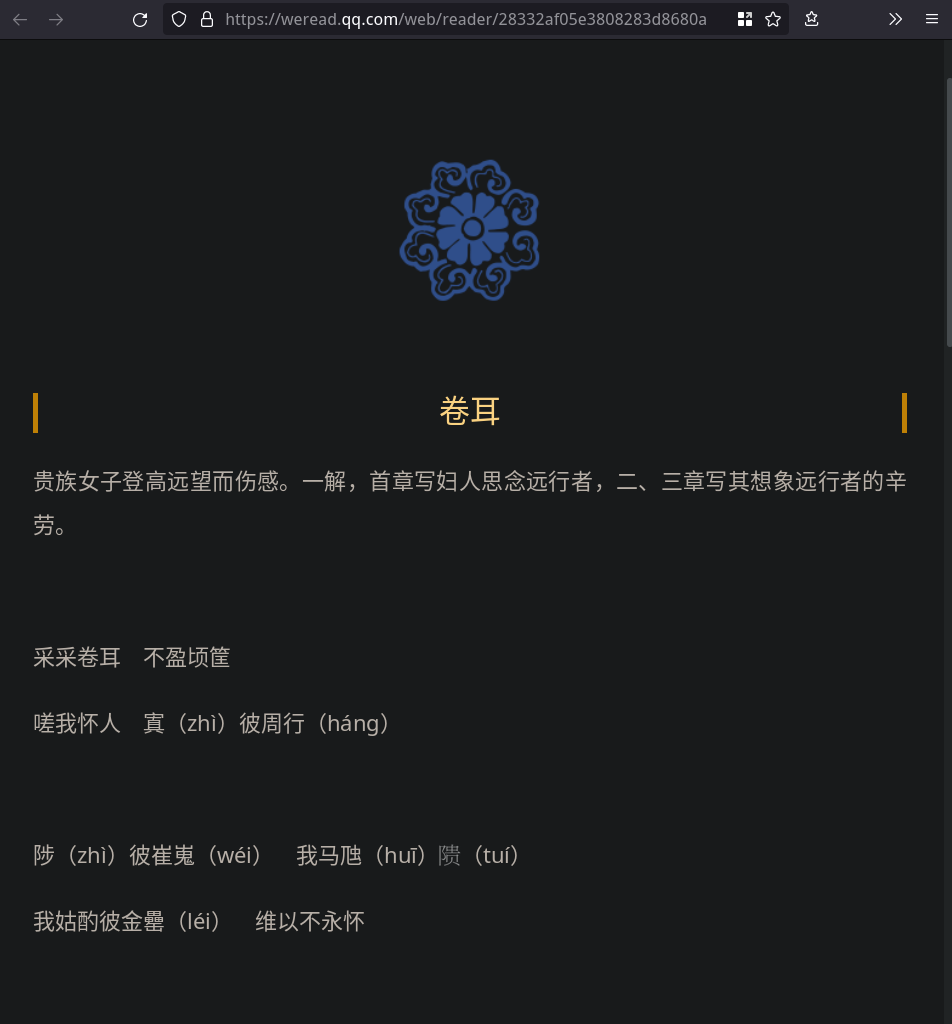 https://weread.qq.com/web/reader/28332af05e3808283d8680a
卷耳
贵族女子登高远望而伤感。一解，首章写妇人思念远行者，二、三章写其想象远行者的辛
劳。
采采卷耳　不盈顷筐
嗟我怀人　寘（zhì）彼周行（háng）
陟（zhì）彼崔嵬（wéi）　我马虺（huī）隤（tuí）
我姑酌彼金罍（léi）　维以不永怀